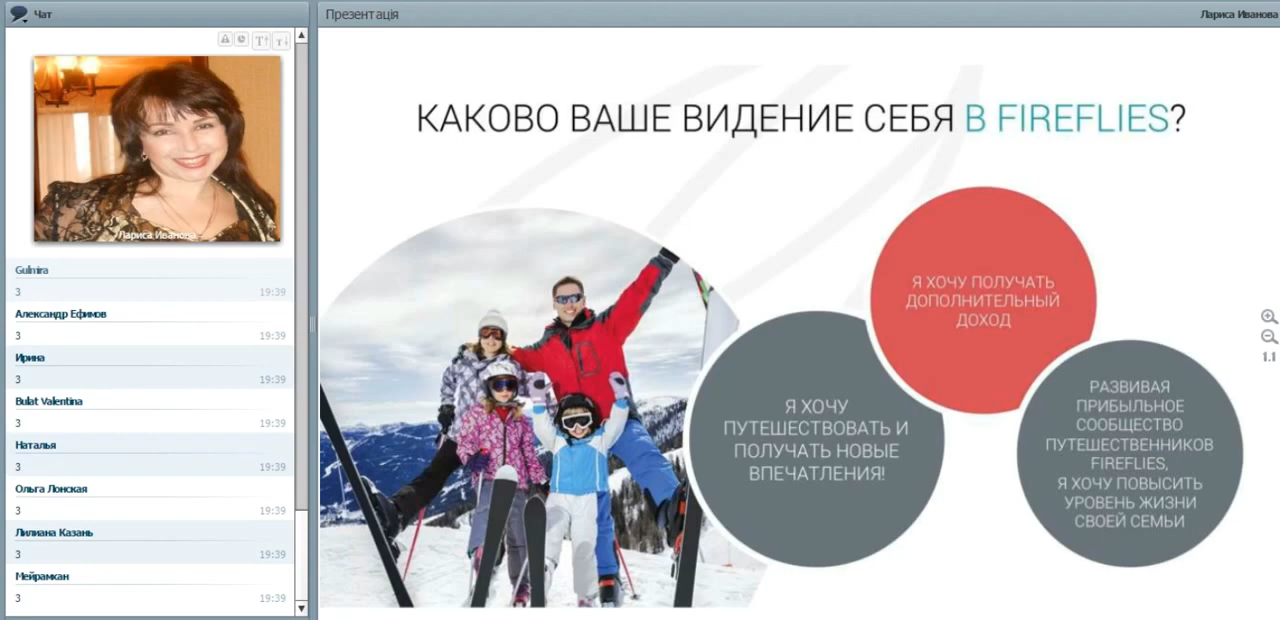 Чат
Лариса Иванова
Gulmira
3 19:39
Александр Ефимов
3 19:39
Ирина
3 19:39
Bulat Valentina
3 19:39
Наталья
3 19:39
Ольга Лонская
3 19:39
Лилиана Казань
3 19:39
Мейрамкан
3 19:39
Презентація
Лариса Иванова
КАКОВО ВАШЕ ВИДЕНИЕ СЕБЯ В FIREFLIES?
Я ХОЧУ
ПУТЕШЕСТВОВАТЬ И
ПОЛУЧАТЬ НОВЫЕ
ВПЕЧАТЛЕНИЯ!
Я ХОЧУ ПОЛУЧАТЬ
ДОПОЛНИТЕЛЬНЫЙ
ДОХОД
РАЗВИВАЯ
ПРИБЫЛЬНОЕ
СООБЩЕСТВО
ПУТЕШЕСТВЕННИКОВ
FIREFLIES,
Я ХОЧУ ПОВЫСИТЬ
УРОВЕНЬ ЖИЗНИ
СВОЕЙ СЕМЬИ
1.1